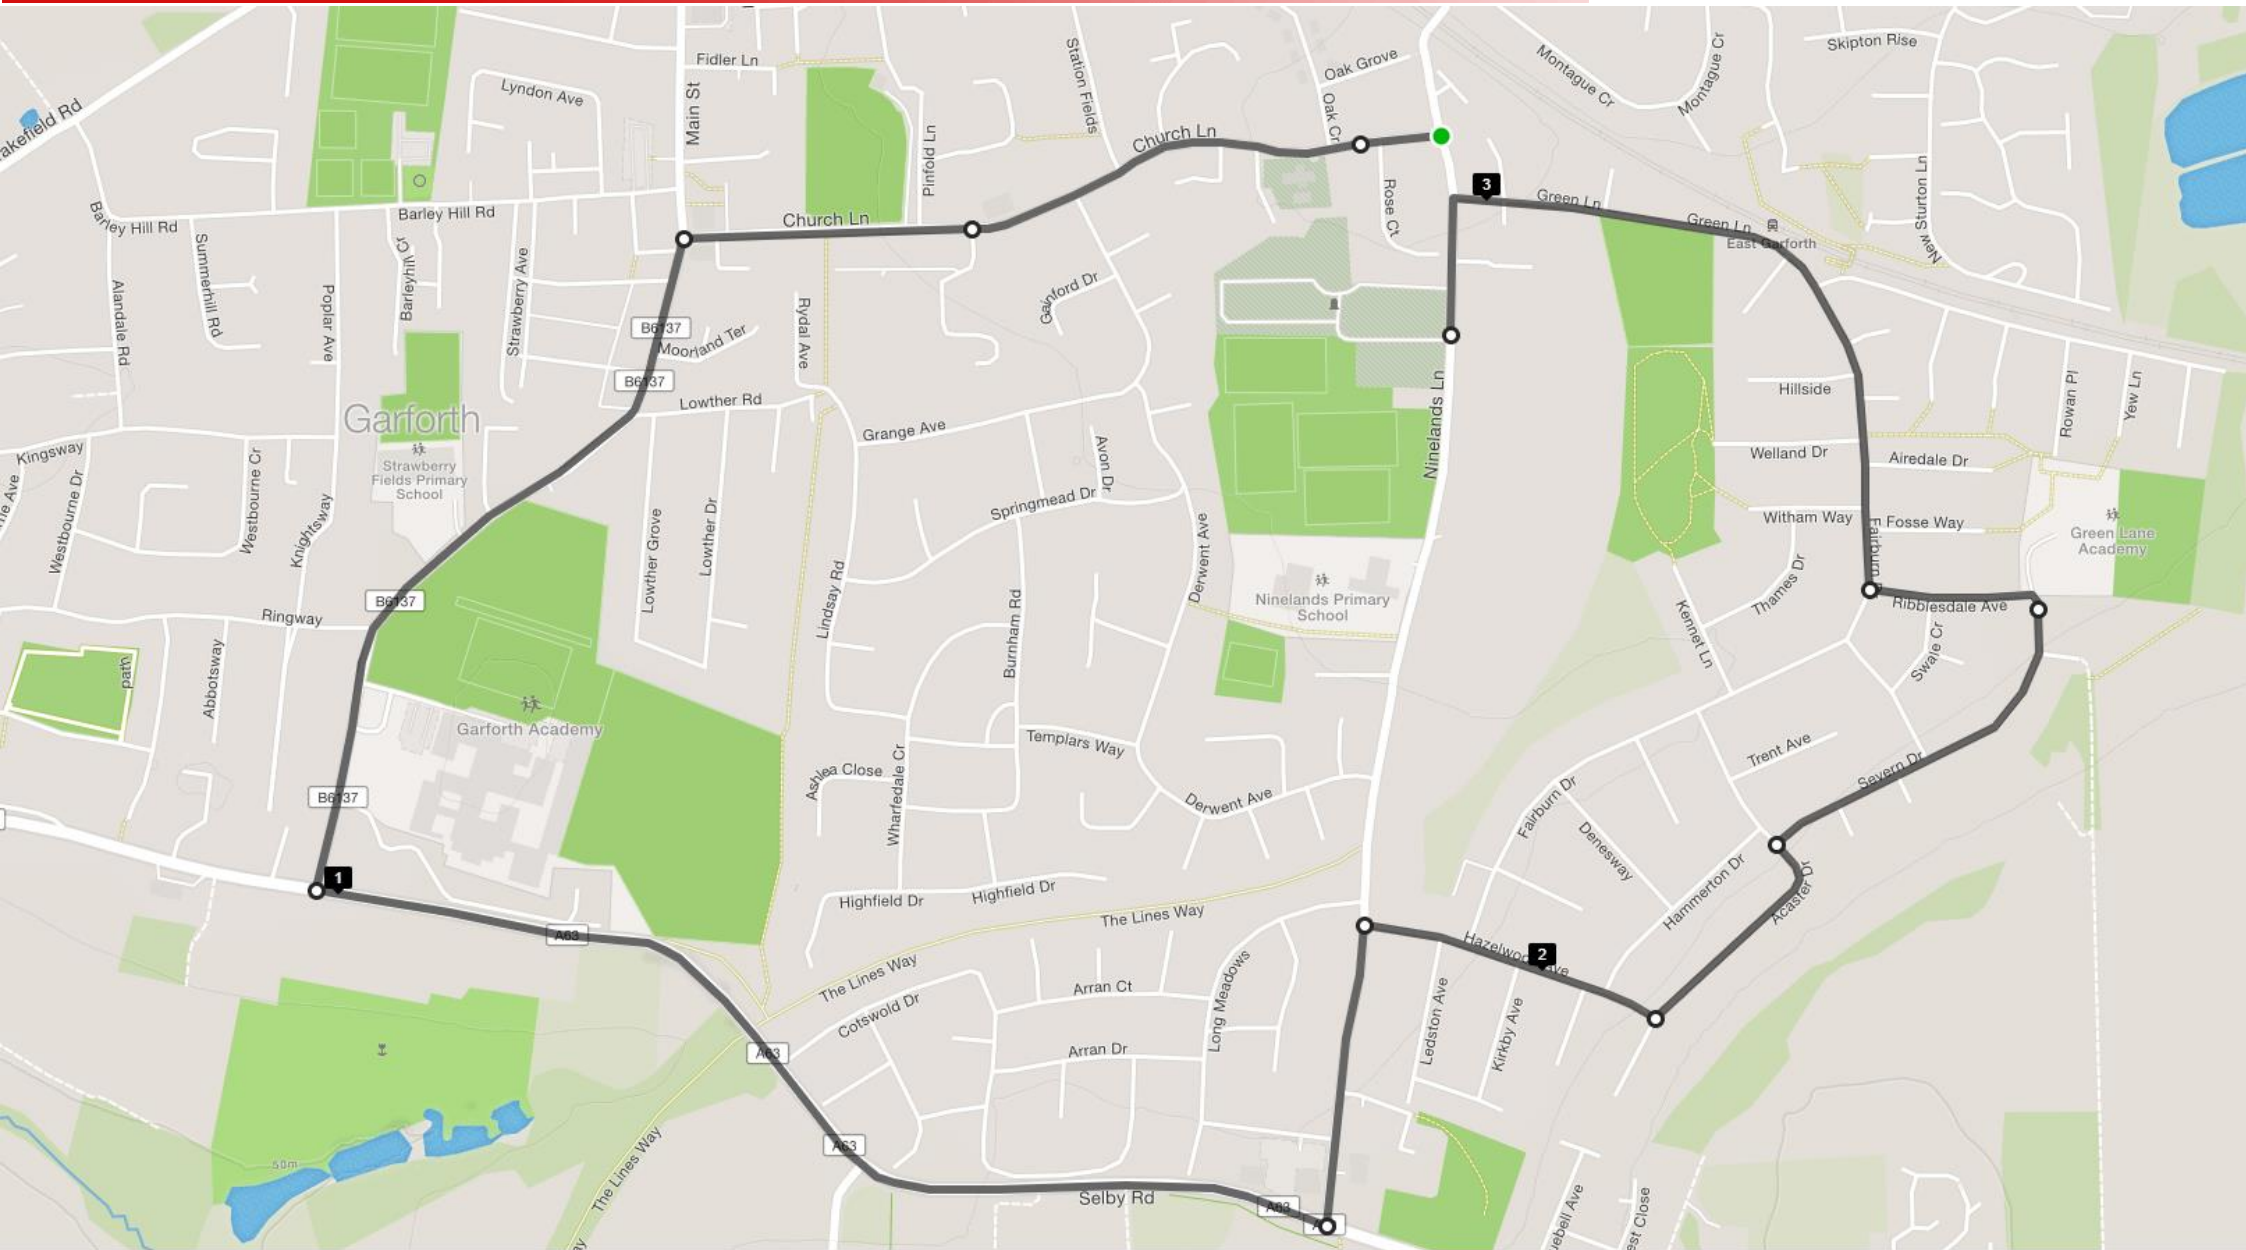 Skipton Rise
Montague Cr
Montague Cr
Oak Grove
Station Fields
Fidler Ln
Lyndon Ave
Main St
Oak Cr
Church Ln
Pinfold Ln
Rose Ct
3
Green Ln
Green Ln
East Garforth
New Sturton Ln
Barley Hill Rd
Barley Hill Rd
Church Ln
Summerhill Rd
Barleyhill Cr
Strawberry Ave
Alandale Rd
Poplar Ave
B6137
Moorland Ter
B6137
Rydal Ave
Gainford Dr
Lowther Rd
Grange Ave
Ninelands Ln
Hillside
Rowan Pl
Yew Ln
Garforth
Strawberry
Fields Primary
School
Kingsway
Westbourne Dr
Westbourne Cr
Knightsway
Avon Dr
Springmead Dr
Welland Dr
Airedale Dr
Witham Way
Fosse Way
Green Lane
Academy
Lowther Grove
Lowther Dr
Derwent Ave
Lindsay Rd
Burnham Rd
Ninelands Primary
School
Thames Dr
Kennet Ln
Ribblesdale Ave
Swale Cr
B6137
Ringway
path
Abbotsway
Garforth Academy
Templars Way
Ashlea Close
Wharfedale Cr
Derwent Ave
Trent Ave
Severn Dr
Fairburn Dr
Denesway
Hammerton Dr
Acaster Dr
B6137
1
A63
Highfield Dr
Highfield Dr
The Lines Way
The Lines Way
2
Cotswold Dr
Arran Ct
Long Meadows
Arran Dr
Ledston Ave
Kirkby Ave
A63
A63
The Lines Way
50m
Selby Rd
A63